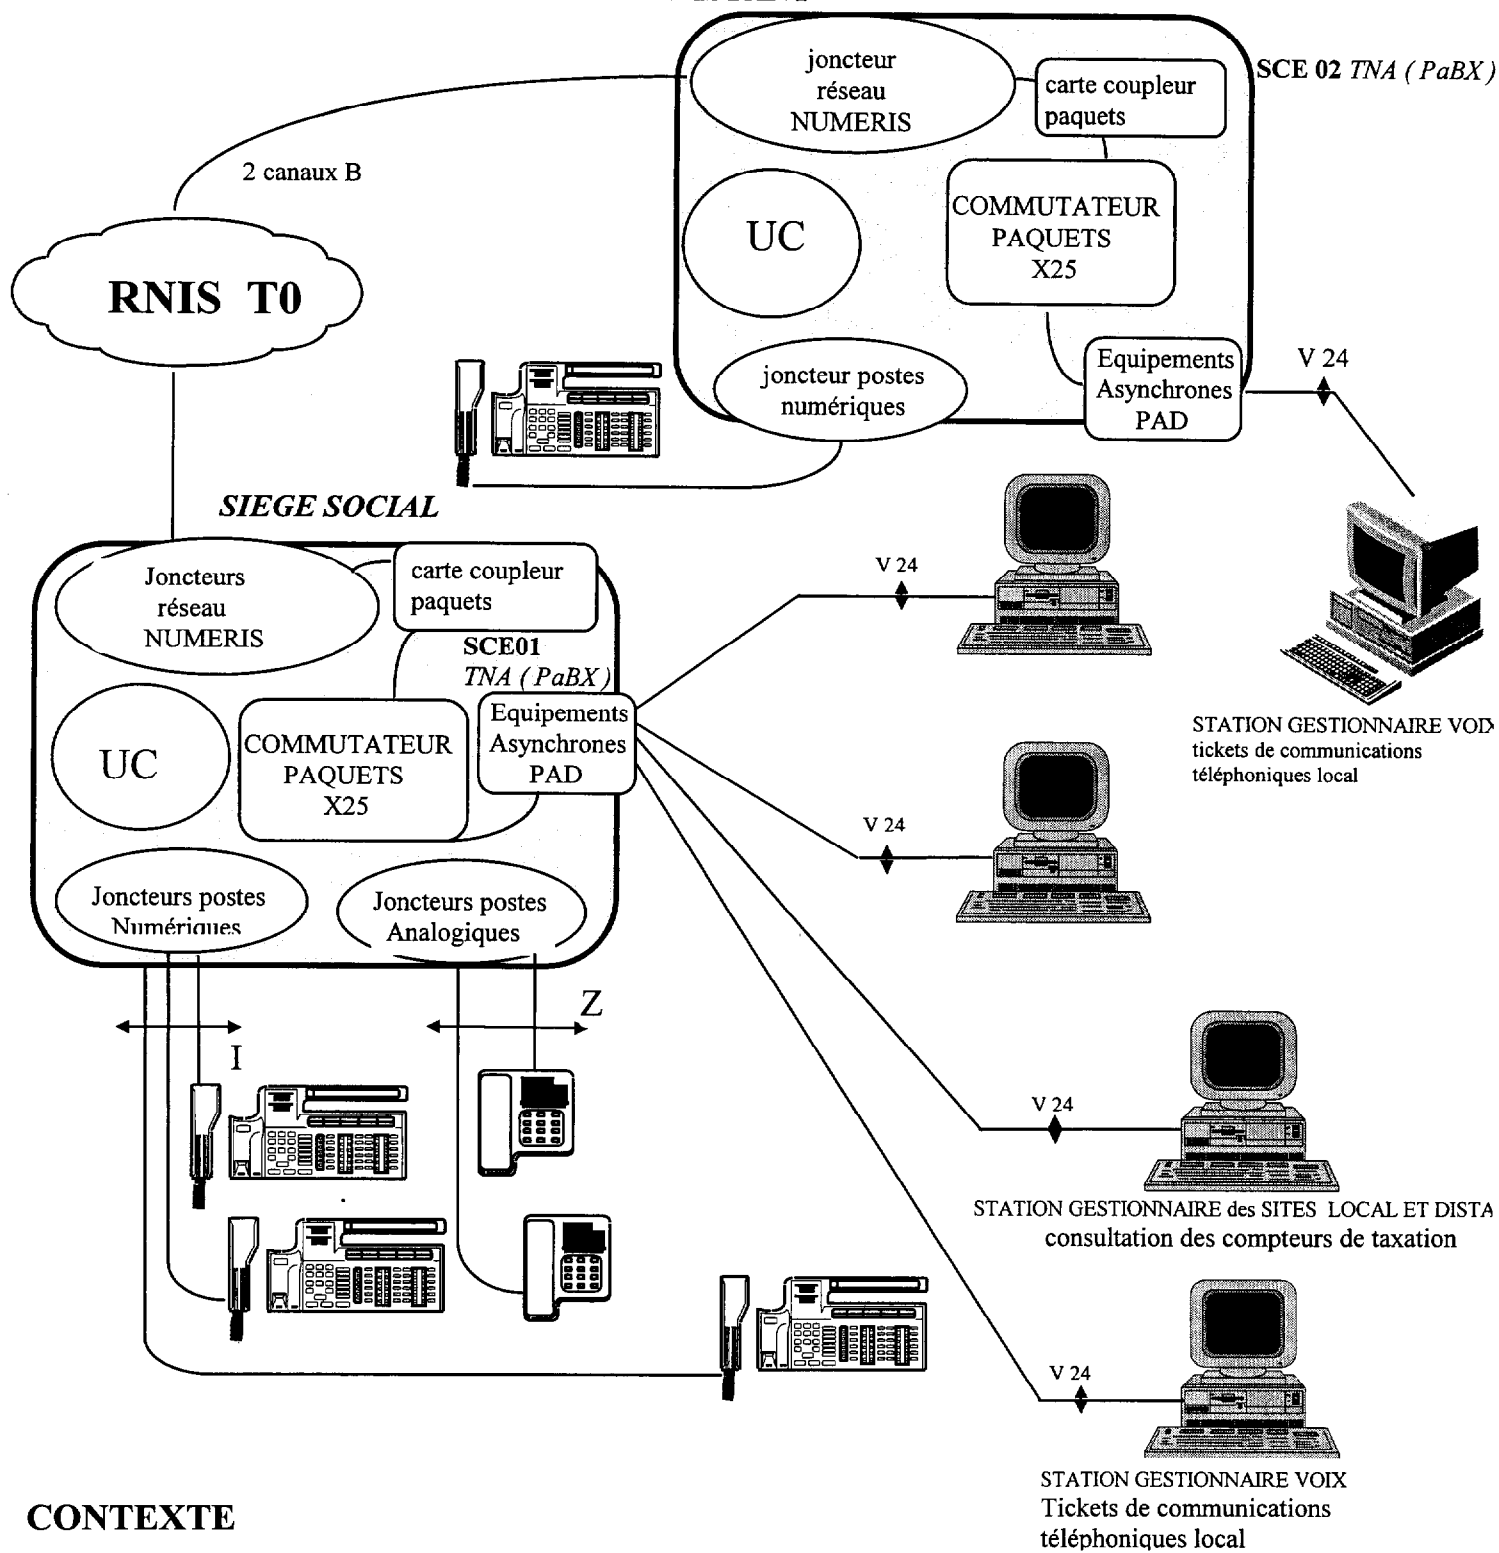 joncteur
réseau
NUMERIS
carte coupleur
paquets
SCE 02 TNA ( PaBX )
2 canaux B
UC
COMMUTATEUR
PAQUETS
X25
RNIS T0
joncteur postes
numériques
Equipements
Asynchrones
PAD
V 24
SIEGE SOCIAL
Joncteurs
réseau
NUMERIS
carte coupleur
paquets
SCE01
TNA ( PaBX )
V 24
UC
COMMUTATEUR
PAQUETS
X25
Equipements
Asynchrones
PAD
STATION GESTIONNAIRE VOIX
tickets de communications
téléphoniques local
V 24
Joncteurs postes
Numériques
Joncteurs postes
Analogiques
Z
I
V 24
STATION GESTIONNAIRE des SITES LOCAL ET DISTA
consultation des compteurs de taxation
V 24
STATION GESTIONNAIRE VOIX
Tickets de communications
téléphoniques local
CONTEXTE